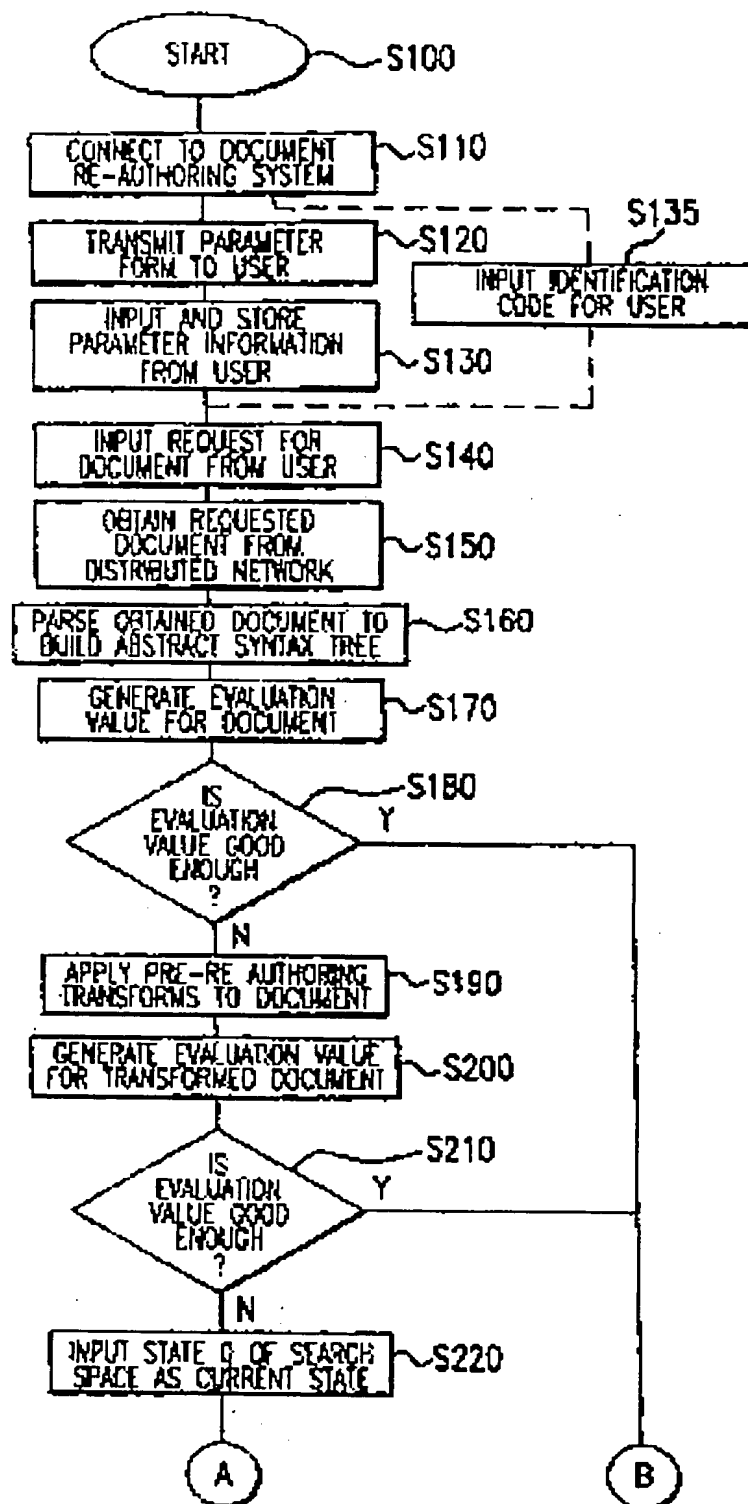 START
S100
CONNECT TO DOCUMENT
RE-AUTHORING SYSTEM
S110
TRANSMIT PARAMETER
FORM TO USER
S120
S135
INPUT IDENTIFICATION
CODE FOR USER
INPUT AND STORE
PARAMETER INFORMATION
FROM USER
S130
INPUT REQUEST FOR
DOCUMENT FROM USER
S140
OBTAIN REQUESTED
DOCUMENT FROM
DISTRIBUTED NETWORK
S150
PARSE OBTAINED DOCUMENT TO
BUILD ABSTRACT SYNTAX TREE
S160
GENERATE EVALUATION
VALUE FOR DOCUMENT
S170
IS
EVALUATION
VALUE GOOD
ENOUGH
?
S180
Y
N
APPLY PRE-RE AUTHORING
TRANSFORMS TO DOCUMENT
S190
GENERATE EVALUATION VALUE
FOR TRANSFORMED DOCUMENT
S200
IS
EVALUATION
VALUE GOOD
ENOUGH
?
S210
Y
N
INPUT STATE 0 OF SEARCH
SPACE AS CURRENT STATE
S220
A
B